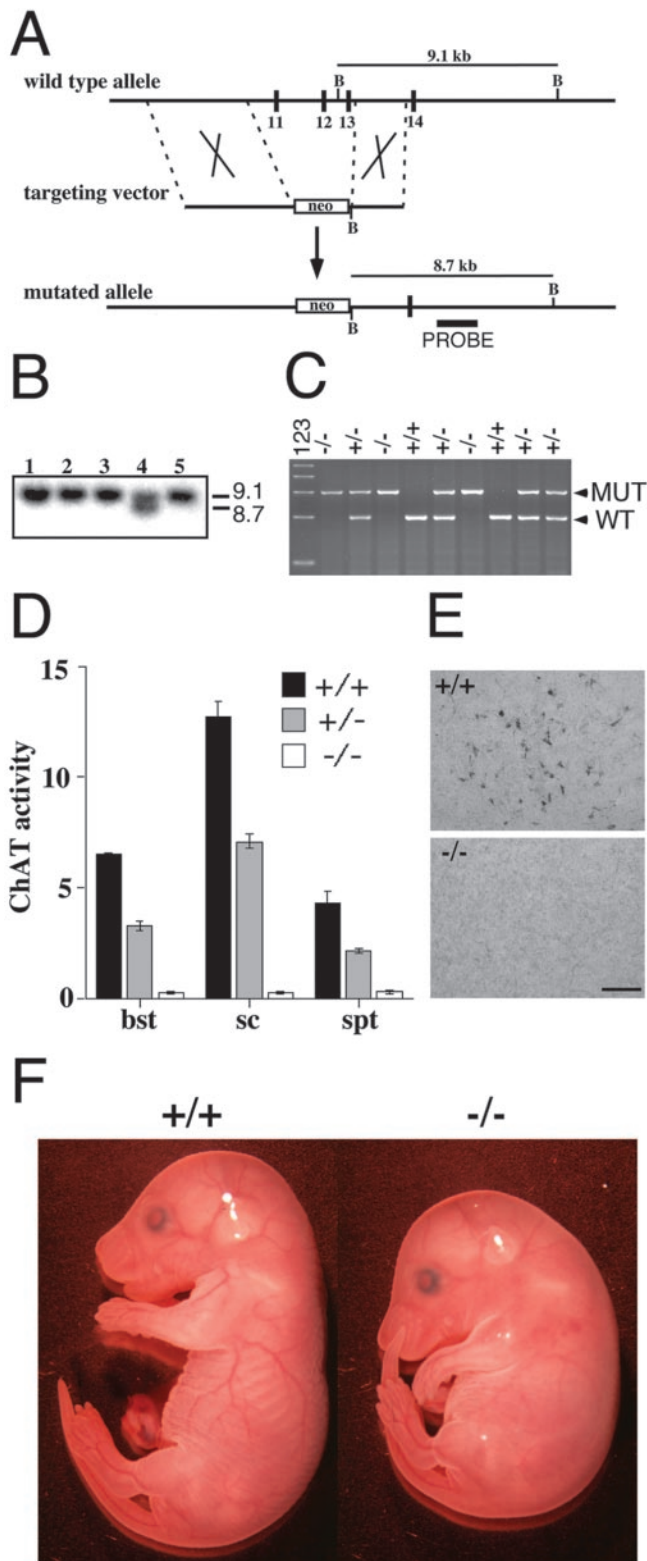 A
9.1 kb
wild type allele
B
B
11
12
13
14
targeting vector
neo
B
8.7 kb
mutated allele
B
neo
B
PROBE
B
C
1 2 3 4 5
9.1
8.7
123 -/- +/- -/- +/+ +/- -/- +/+ +/- +/-
MUT
WT
D
E
ChAT activity
15
10
5
0
+/+
+/-
-/-
bst sc spt
+/+
-/-
F
+/+ -/-